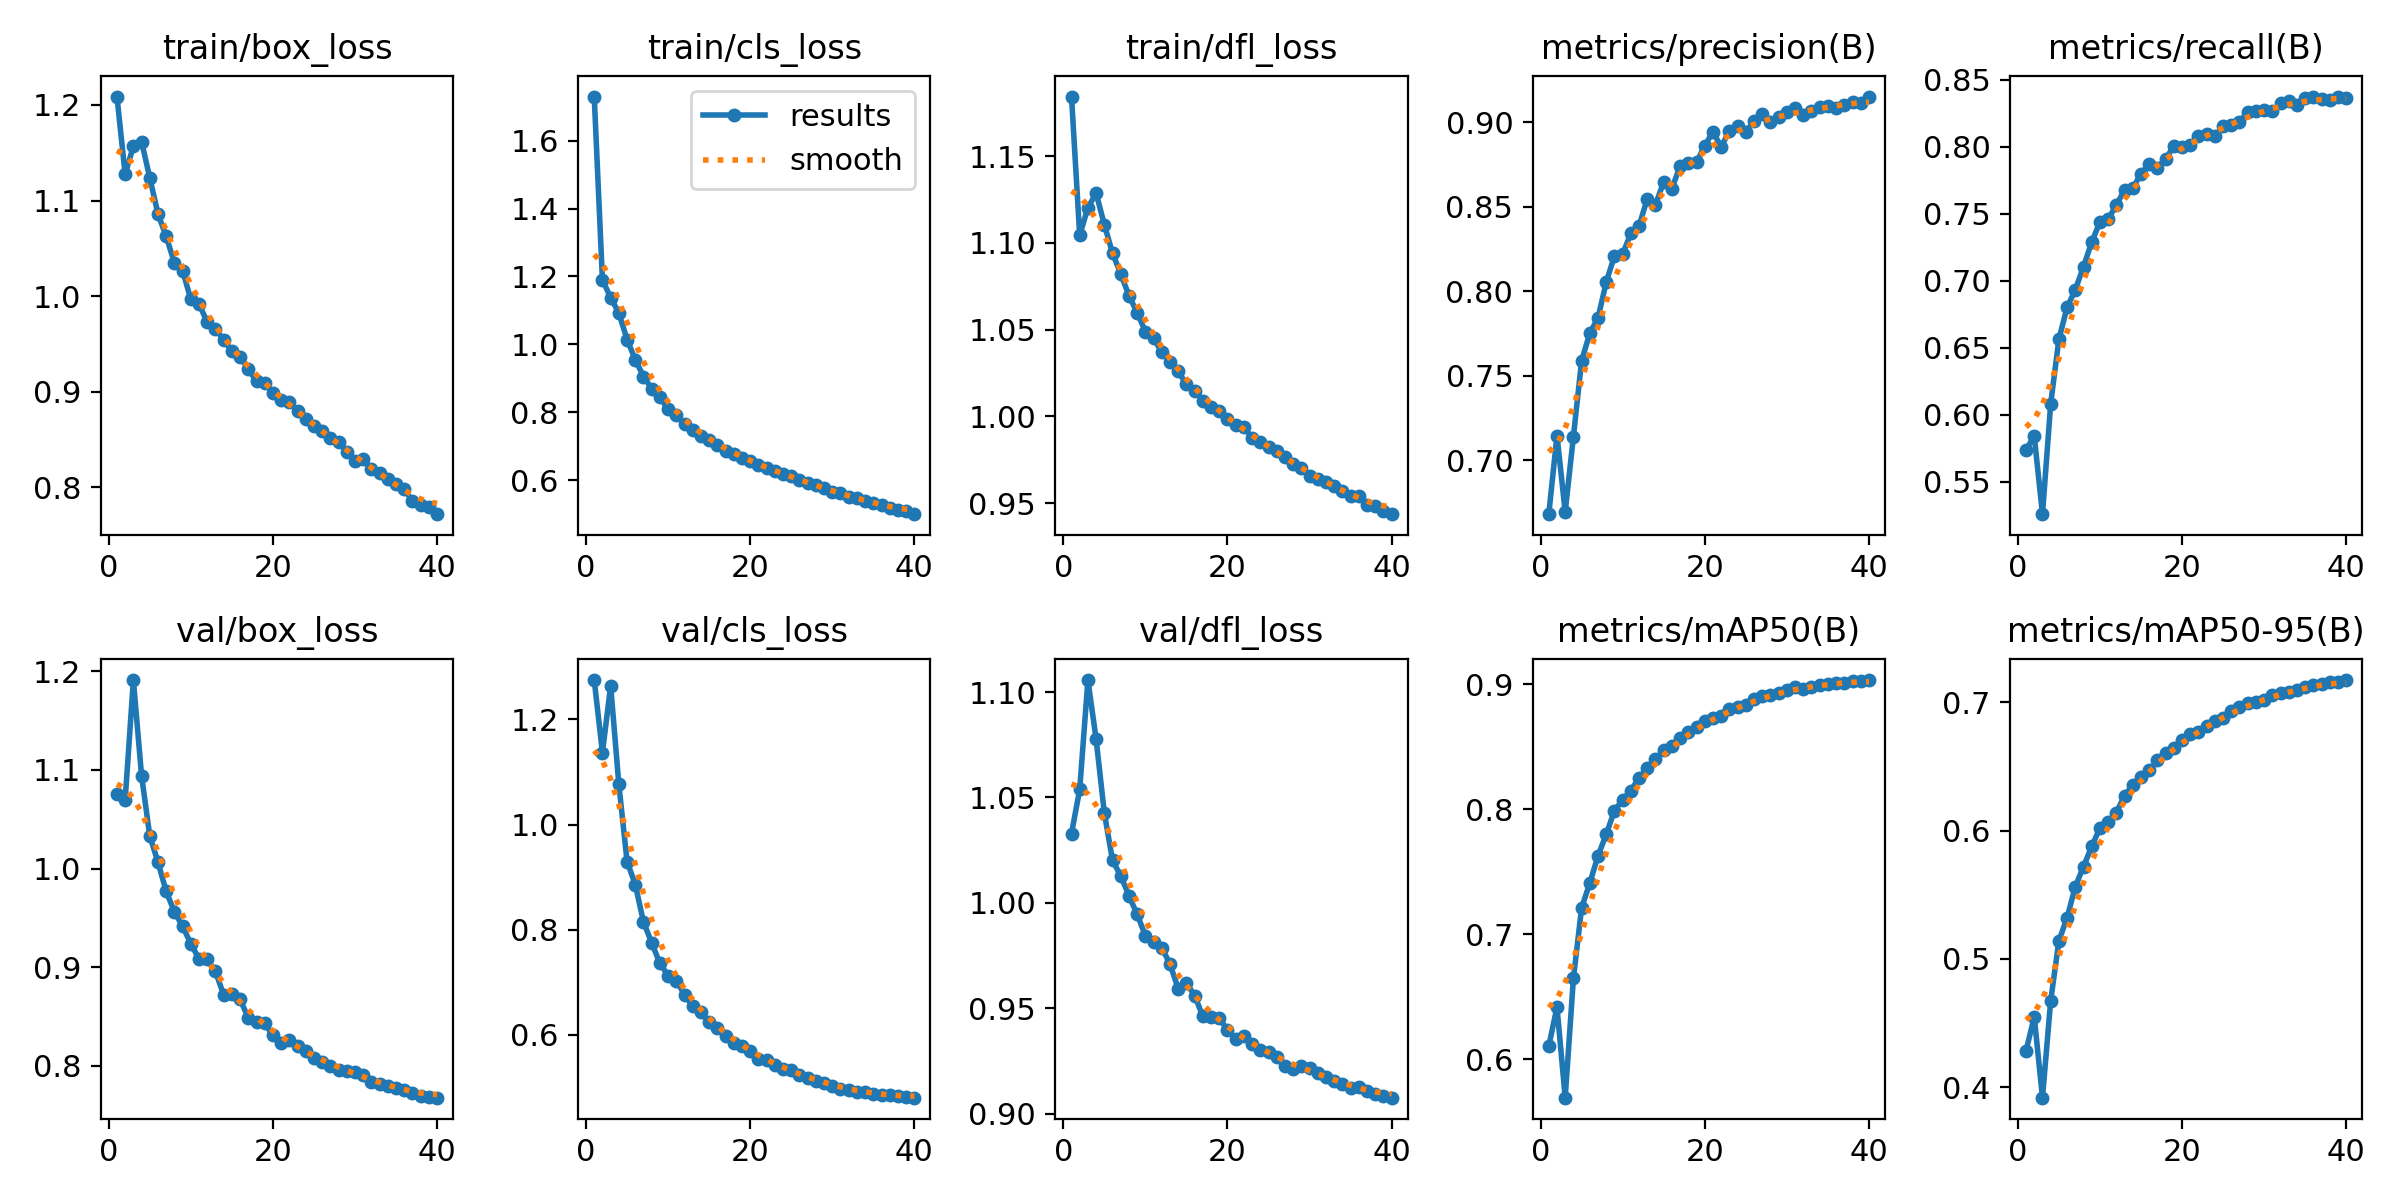 train/box_loss
1.2
1.1
1.0
0.9
0.8
0 20 40
train/cls_loss
results
smooth
1.6
1.4
1.2
1.0
0.8
0.6
0 20 40
train/dfl_loss
1.15
1.10
1.05
1.00
0.95
0 20 40
metrics/precision(B)
0.90
0.85
0.80
0.75
0.70
0 20 40
metrics/recall(B)
0.85
0.80
0.75
0.70
0.65
0.60
0.55
0 20 40
val/box_loss
1.2
1.1
1.0
0.9
0.8
0 20 40
val/cls_loss
1.2
1.0
0.8
0.6
0 20 40
val/dfl_loss
1.10
1.05
1.00
0.95
0.90
0 20 40
metrics/mAP50(B)
0.9
0.8
0.7
0.6
0 20 40
metrics/mAP50-95(B)
0.7
0.6
0.5
0.4
0 20 40